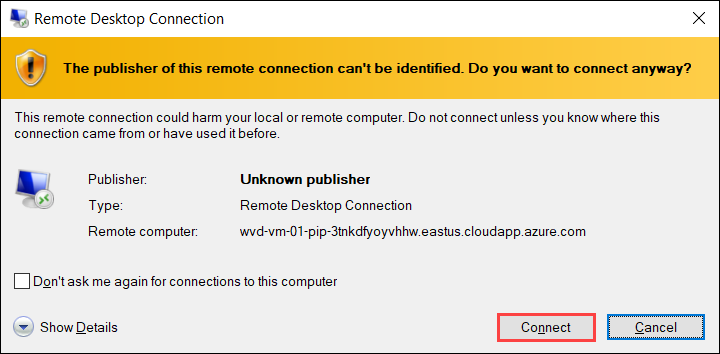 Remote Desktop Connection
The publisher of this remote connection can't be identified. Do you want to connect anyway?
This remote connection could harm your local or remote computer. Do not connect unless you know where this
connection came from or have used it before.
Publisher: Unknown publisher
Type: Remote Desktop Connection
Remote computer: wvd-vm-01-pip-3tnkdfyoyvhhw.eastus.cloudapp.azure.com
Don't ask me again for connections to this computer
Show Details
Connect
Cancel